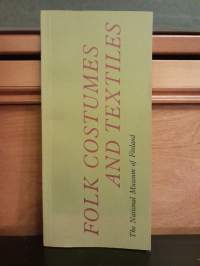 FOLK COSTUMES
AND TEXTILES
The National Museum of Finland